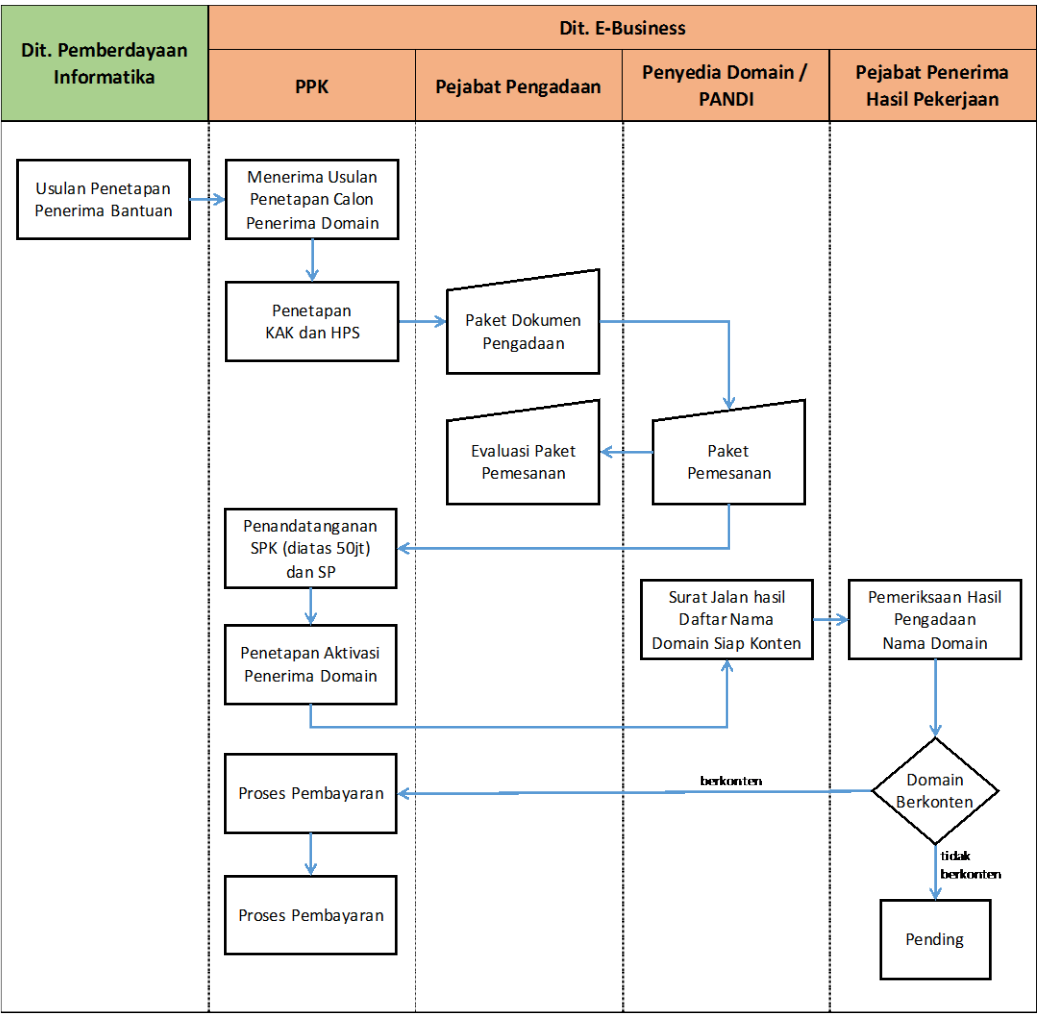 Dit. Pemberdayaan
Informatika
Dit. E-Business
PPK
Pejabat Pengadaan
Penyedia Domain /
PANDI
Pejabat Penerima
Hasil Pekerjaan
Usulan Penetapan
Penerima Bantuan
Menerima Usulan
Penetapan Calon
Penerima Domain
Penetapan
KAK dan HPS
Paket Dokumen
Pengadaan
Evaluasi Paket
Pemesanan
Paket
Pemesanan
Penandatanganan
SPK (diatas 50jt)
dan SP
Surat Jalan hasil
Daftar Nama
Domain Siap Konten
Pemeriksaan Hasil
Pengadaan
Nama Domain
Penetapan Aktivasi
Penerima Domain
Proses Pembayaran
berkonten
Domain
Berkonten
tidak
berkonten
Proses Pembayaran
Pending